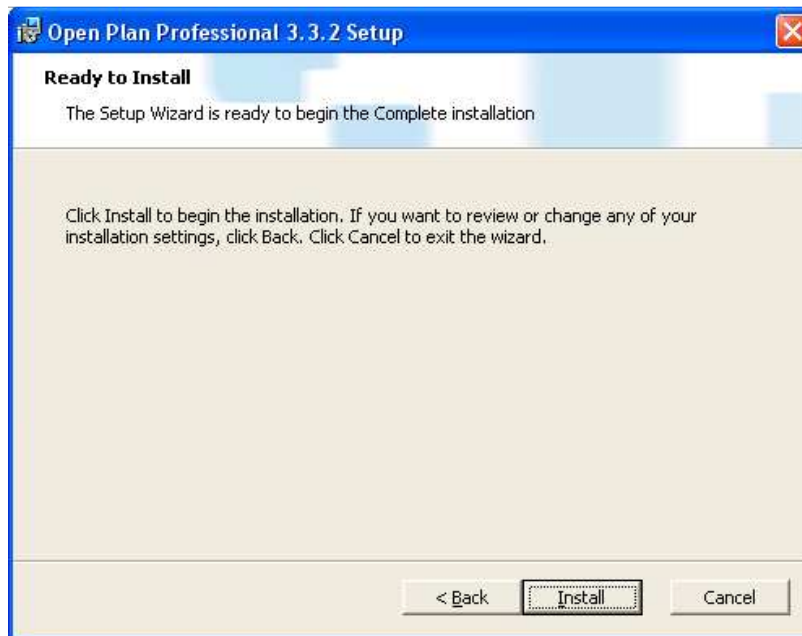 Open Plan Professional 3.3.2 Setup
Ready to Install
The Setup Wizard is ready to begin the Complete installation
Click Install to begin the installation. If you want to review or change any of your
installation settings, click Back. Click Cancel to exit the wizard.
< Back Install Cancel